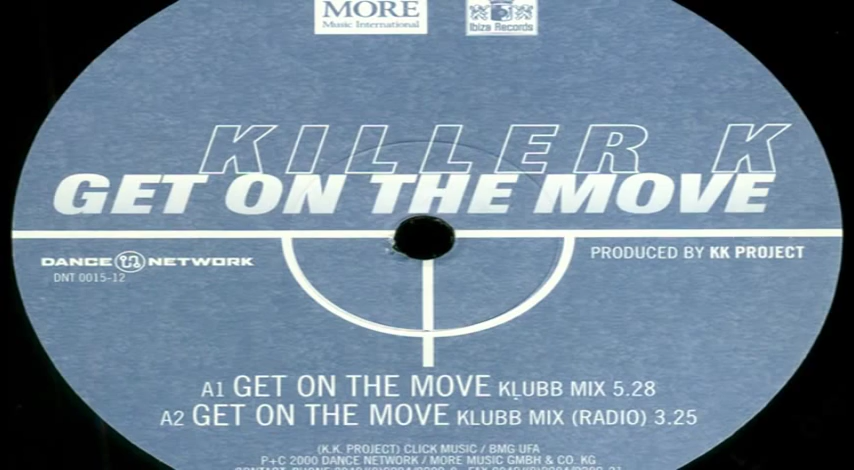 MORE
Music International
Ibiza Records
KILLER K
GET ON THE MOVE
DANCE NETWORK
PRODUCED BY KK PROJECT
DNT 0015-12
A1 GET ON THE MOVE KLUBB MIX 5.28
A2 GET ON THE MOVE KLUBB MIX (RADIO) 3.25
(K.K. PROJECT) CLICK MUSIC / BMG UFA
P+C 2000 DANCE NETWORK / MORE MUSIC GMBH & CO. KG